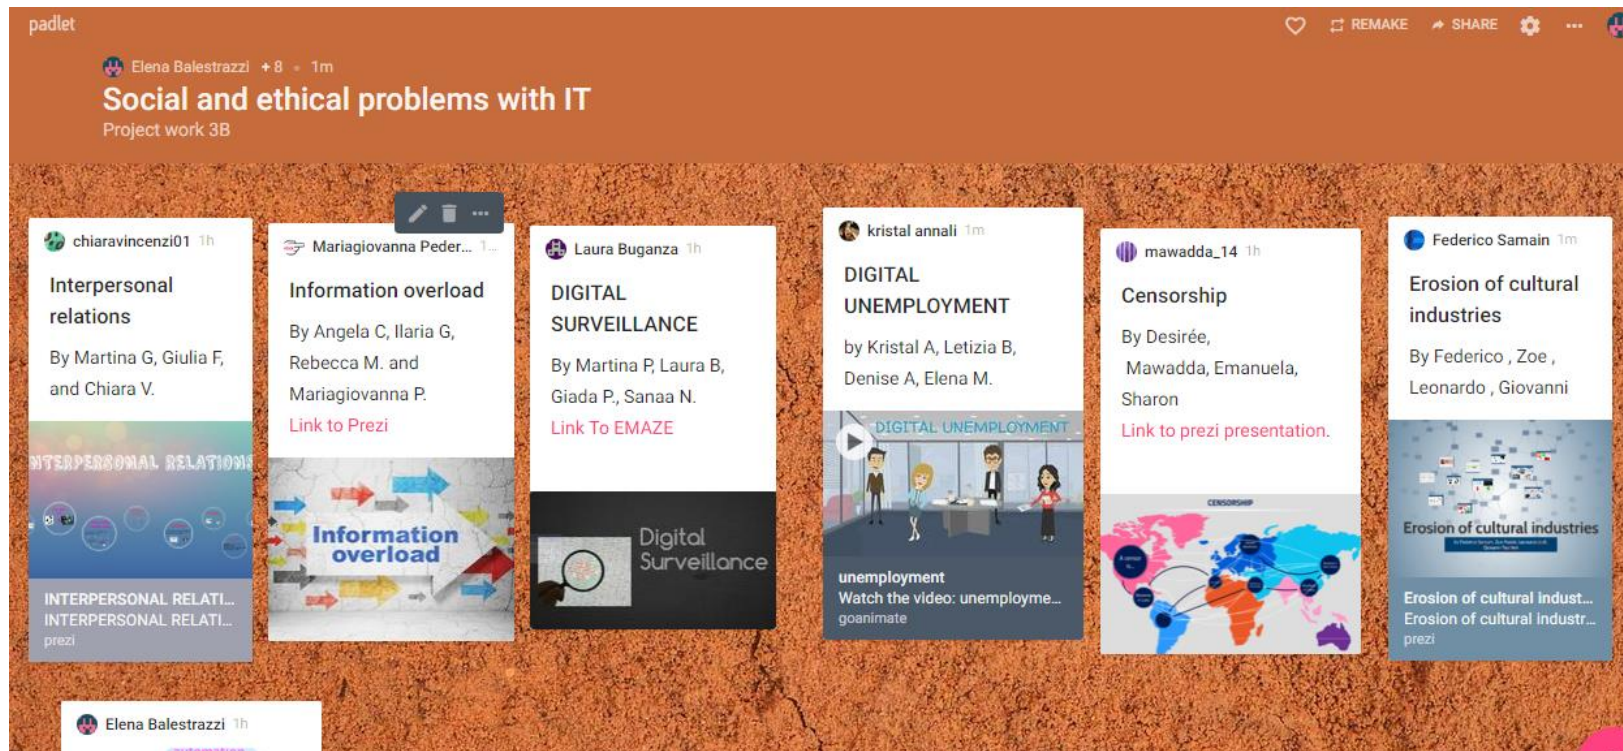 padlet
REMAKE
SHARE
Elena Balestrazzi +8 • 1m
Social and ethical problems with IT
Project work 3B
chiaravincenzi01 1h
Interpersonal
relations
By Martina G, Giulia F,
and Chiara V.
INTERPERSONAL RELATIONS
INTERPERSONAL RELATI...
INTERPERSONAL RELATI...
prezi
Mariagiovanna Peder... 1...
Information overload
By Angela C, Ilaria G,
Rebecca M. and
Mariagiovanna P.
Link to Prezi
Information
overload
Laura Buganza 1h
DIGITAL
SURVEILLANCE
By Martina P, Laura B,
Giada P., Sanaa N.
Link To EMAZE
Digital
Surveillance
kristal annali 1m
DIGITAL
UNEMPLOYMENT
by Kristal A, Letizia B,
Denise A, Elena M.
DIGITAL UNEMPLOYMENT
unemployment
Watch the video: unemployme...
goanimate
mawadda_14 1h
Censorship
By Desirée,
Mawadda, Emanuela,
Sharon
Link to prezi presentation.
CENSORSHIP
Federico Samain 1m
Erosion of cultural
industries
By Federico , Zoe ,
Leonardo , Giovanni
Erosion of cultural industries
Erosion of cultural indust...
Erosion of cultural industr...
prezi
Elena Balestrazzi 1h